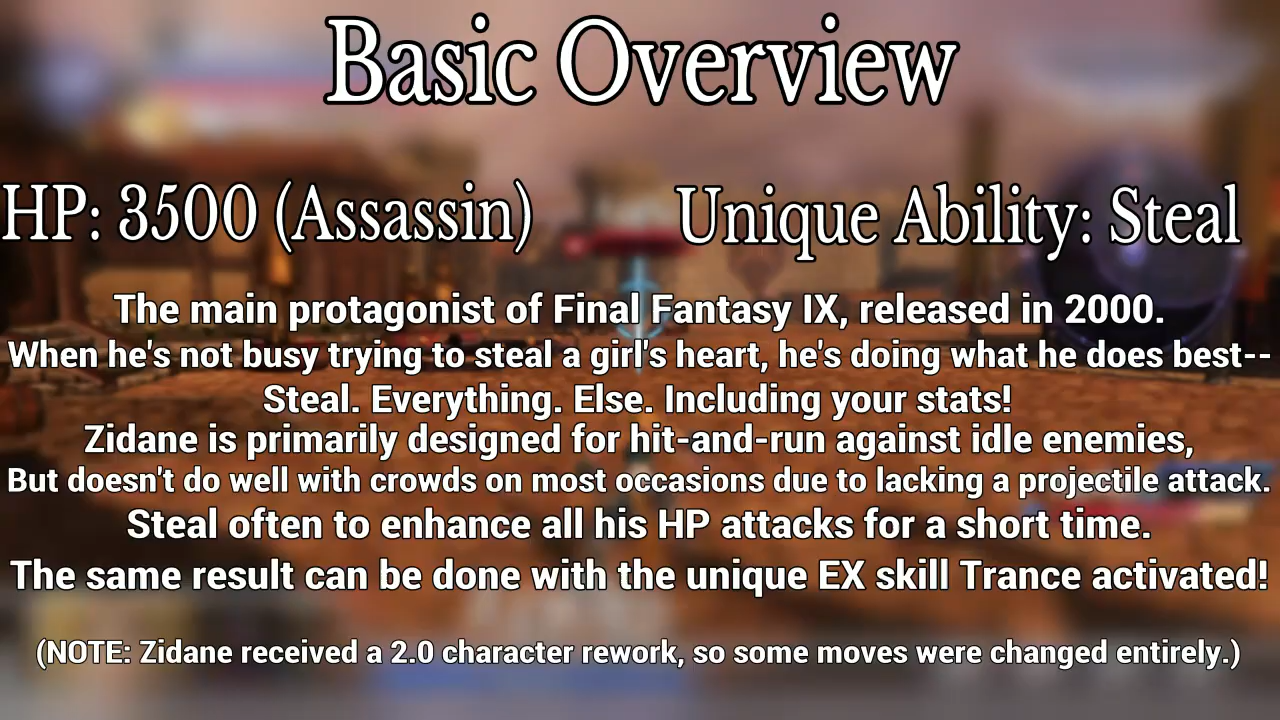 Basic Overview
HP: 3500 (Assassin)
Unique Ability: Steal
The main protagonist of Final Fantasy IX, released in 2000.
When he's not busy trying to steal a girl's heart, he's doing what he does best--
Steal. Everything. Else. Including your stats!
Zidane is primarily designed for hit-and-run against idle enemies,
But doesn't do well with crowds on most occasions due to lacking a projectile attack.
Steal often to enhance all his HP attacks for a short time.
The same result can be done with the unique EX skill Trance activated!
(NOTE: Zidane received a 2.0 character rework, so some moves were changed entirely.)